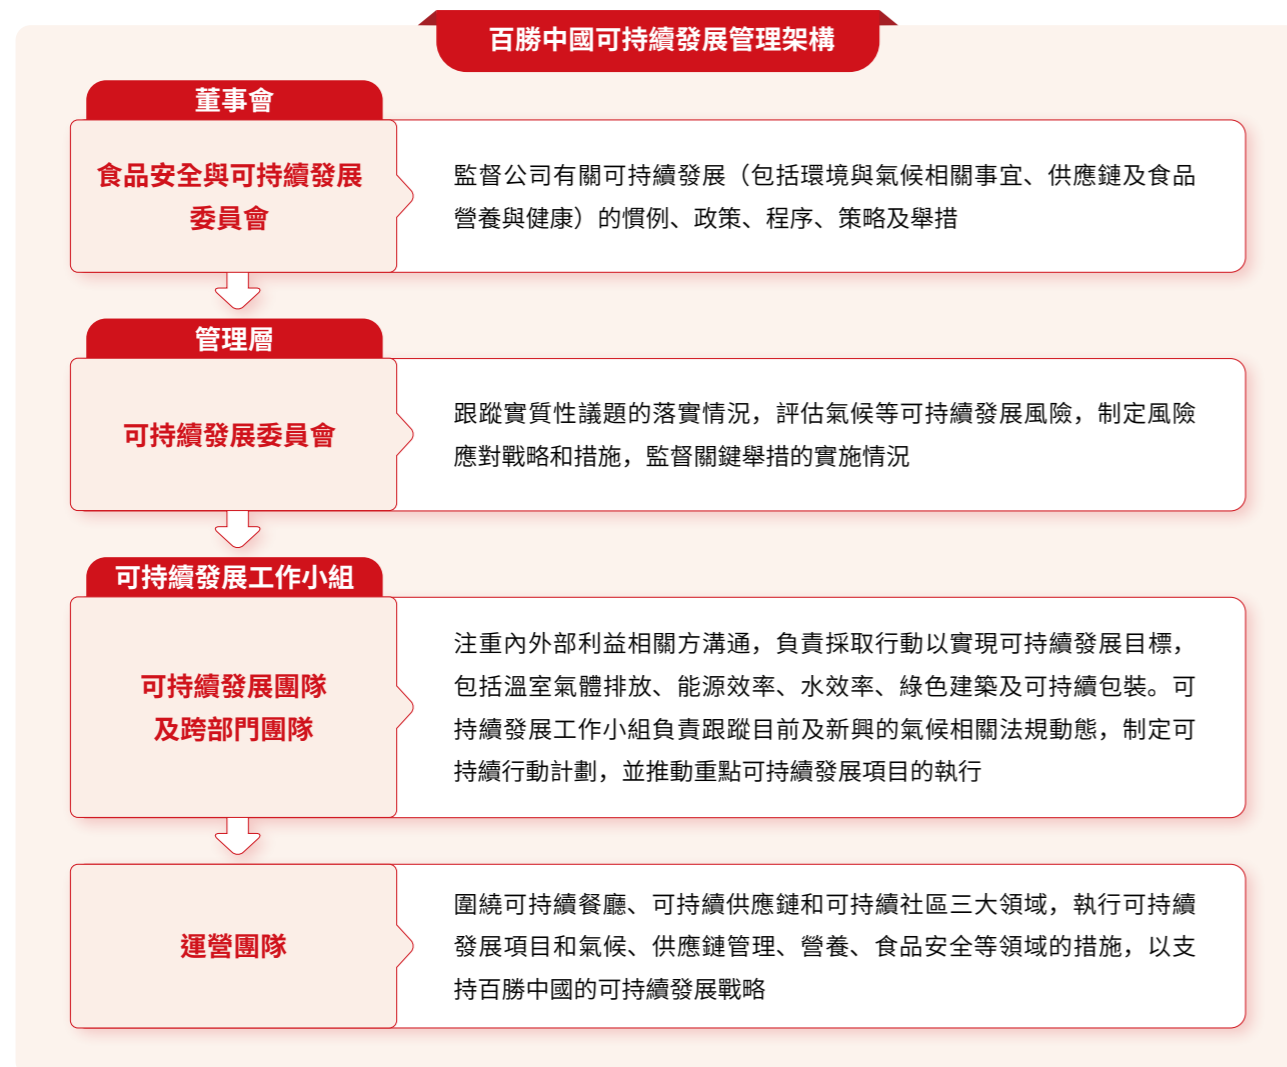 百勝中國可持續發展管理架構
董事會
食品安全與可持續發展
委員會
監督公司有關可持續發展（包括環境與氣候相關事宜、供應鏈及食品
營養與健康）的慣例、政策、程序、策略及舉措
管理層
可持續發展委員會
跟蹤實質性議題的落實情況，評估氣候等可持續發展風險，制定風險
應對戰略和措施，監督關鍵舉措的實施情況
可持續發展工作小組
可持續發展團隊
及跨部門團隊
注重內外部利益相關方溝通，負責採取行動以實現可持續發展目標，
包括溫室氣體排放、能源效率、水效率、綠色建築及可持續包裝。可
持續發展工作小組負責跟蹤目前及新興的氣候相關法規動態，制定可
持續行動計劃，並推動重點可持續發展項目的執行
運營團隊
圍繞可持續餐廳、可持續供應鏈和可持續社區三大領域，執行可持續
發展項目和氣候、供應鏈管理、營養、食品安全等領域的措施，以支
持百勝中國的可持續發展戰略